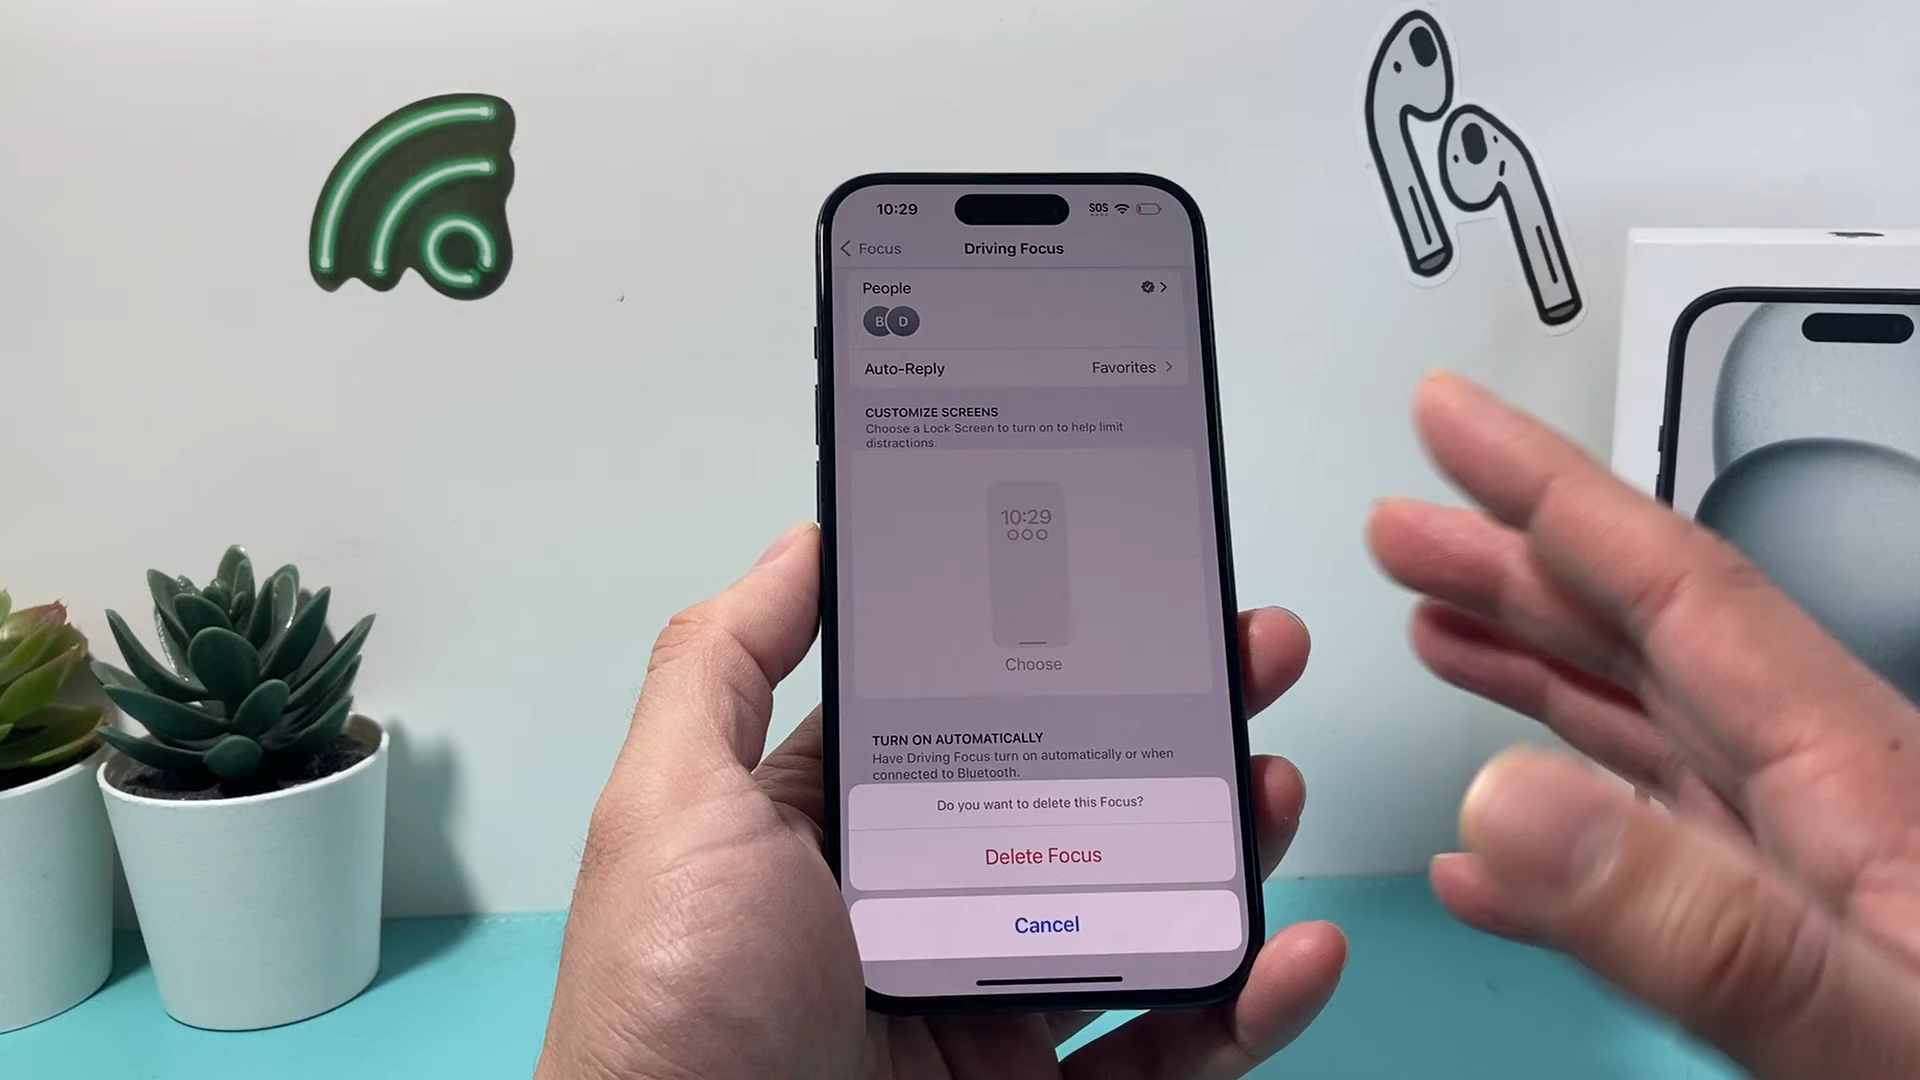 10:29
SOS
Focus
Driving Focus
People
B D
Auto-Reply
Favorites
CUSTOMIZE SCREENS
Choose a Lock Screen to turn on to help limit
distractions.
10:29
Choose
TURN ON AUTOMATICALLY
Have Driving Focus turn on automatically or when
connected to Bluetooth.
Do you want to delete this Focus?
Delete Focus
Cancel